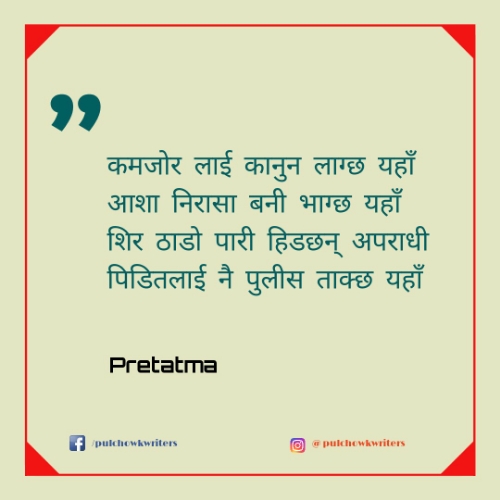 कमजोर लाई कानुन लाग्छ यहाँ
आशा निरासा बनी भाग्छ यहाँ
शिर ठाडो पारी हिडछन् अपराधी
पिडितलाई नै पुलीस ताक्छ यहाँ
Pretatma
/pulchowkwriters
@pulchowkwriters